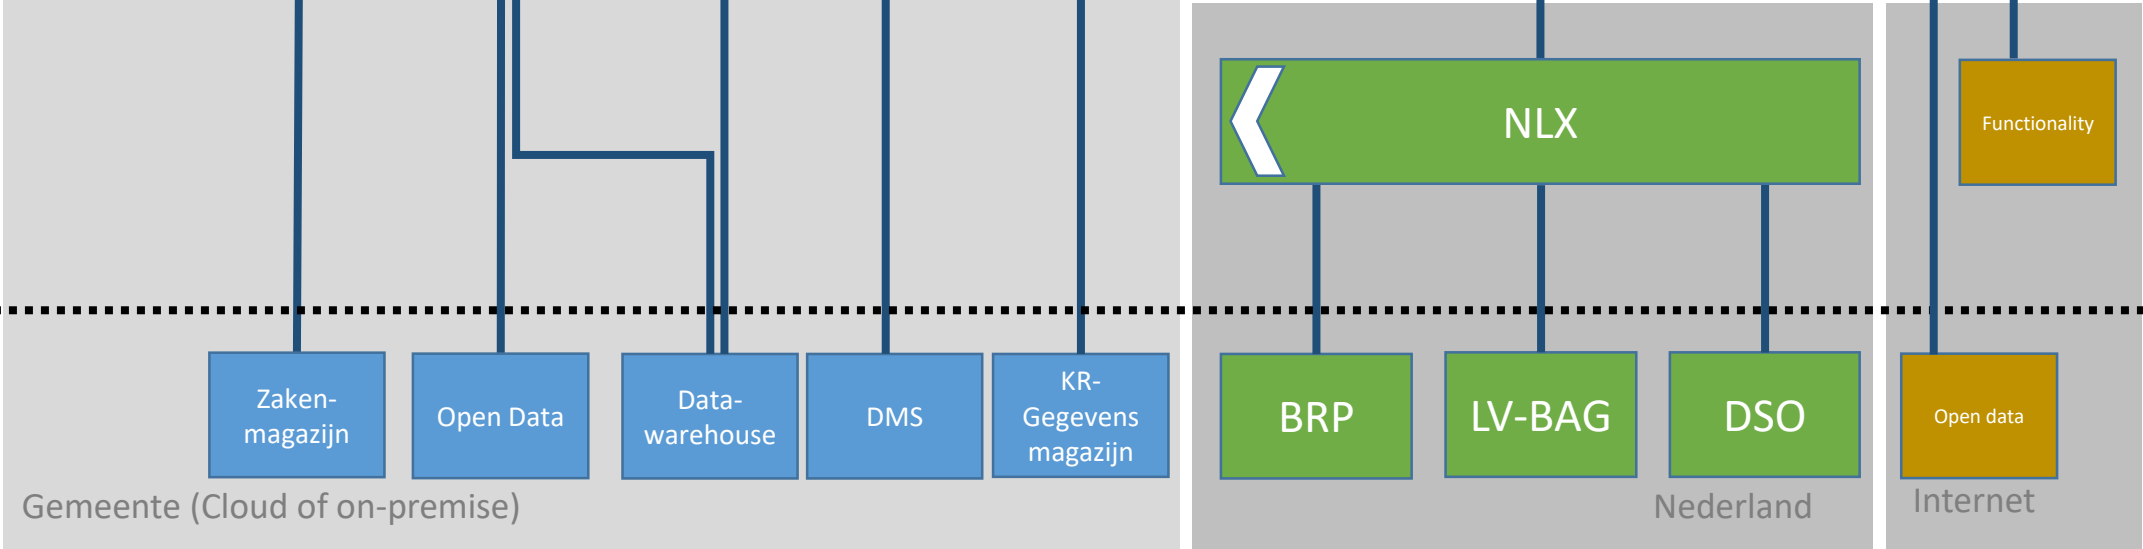 NLX
Functionality
Zaken-
magazijn
Open Data
Data-
warehouse
DMS
KR-
Gegevens
magazijn
BRP
LV-BAG
DSO
Open data
Gemeente (Cloud of on-premise)
Nederland
Internet